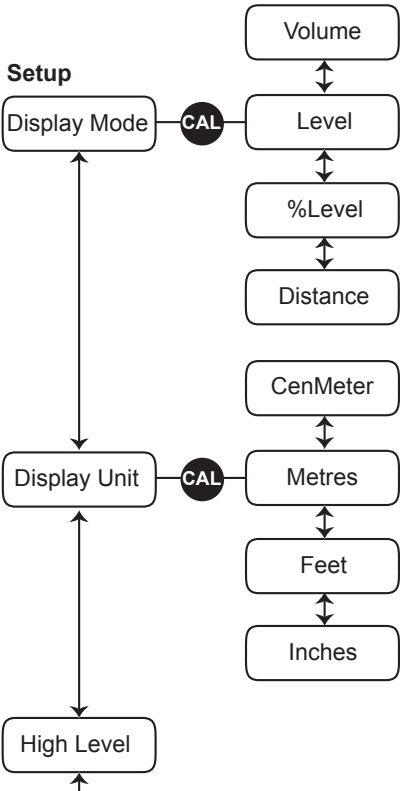 Setup
Volume
Display Mode
CAL
Level
%Level
Distance
CenMeter
Display Unit
CAL
Metres
Feet
Inches
High Level